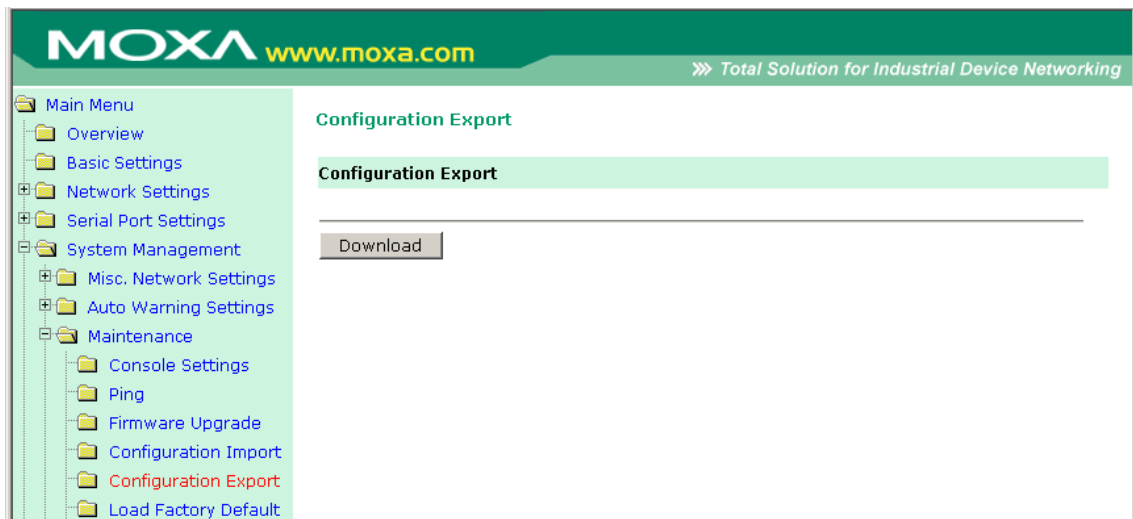 MOXA www.moxa.com
Total Solution for Industrial Device Networking
Main Menu
Overview
Basic Settings
Network Settings
Serial Port Settings
System Management
Misc. Network Settings
Auto Warning Settings
Maintenance
Console Settings
Ping
Firmware Upgrade
Configuration Import
Configuration Export
Load Factory Default
Configuration Export
Configuration Export
Download